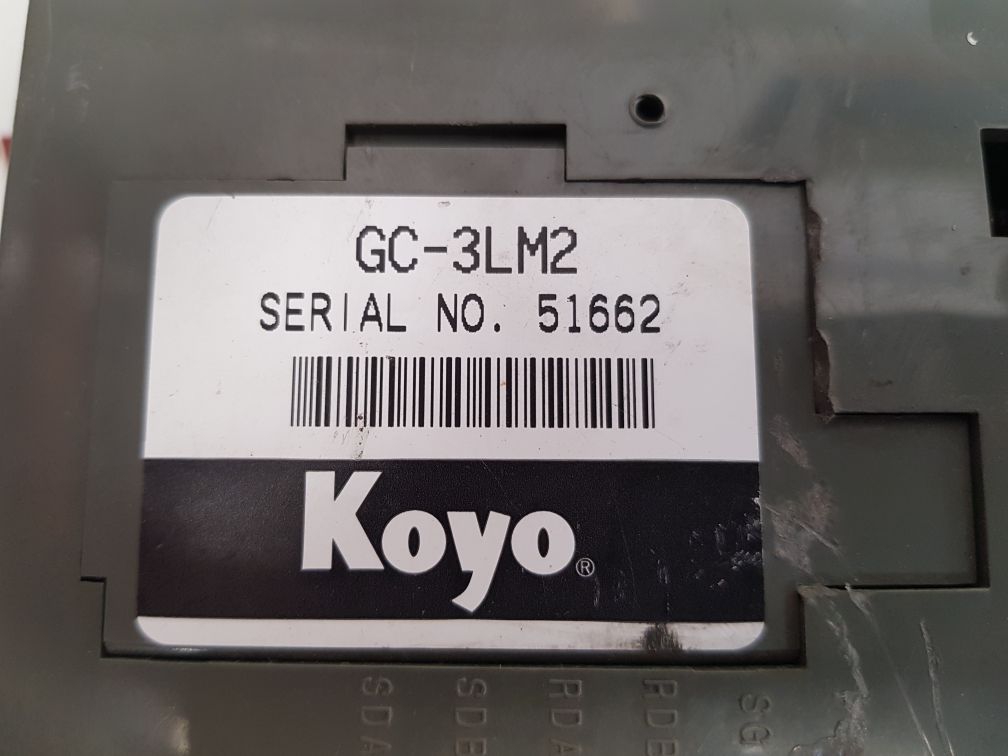 GC-3LM2
SERIAL NO. 51662
Koyo®
SDA
SDB
RDA
RDB
SG